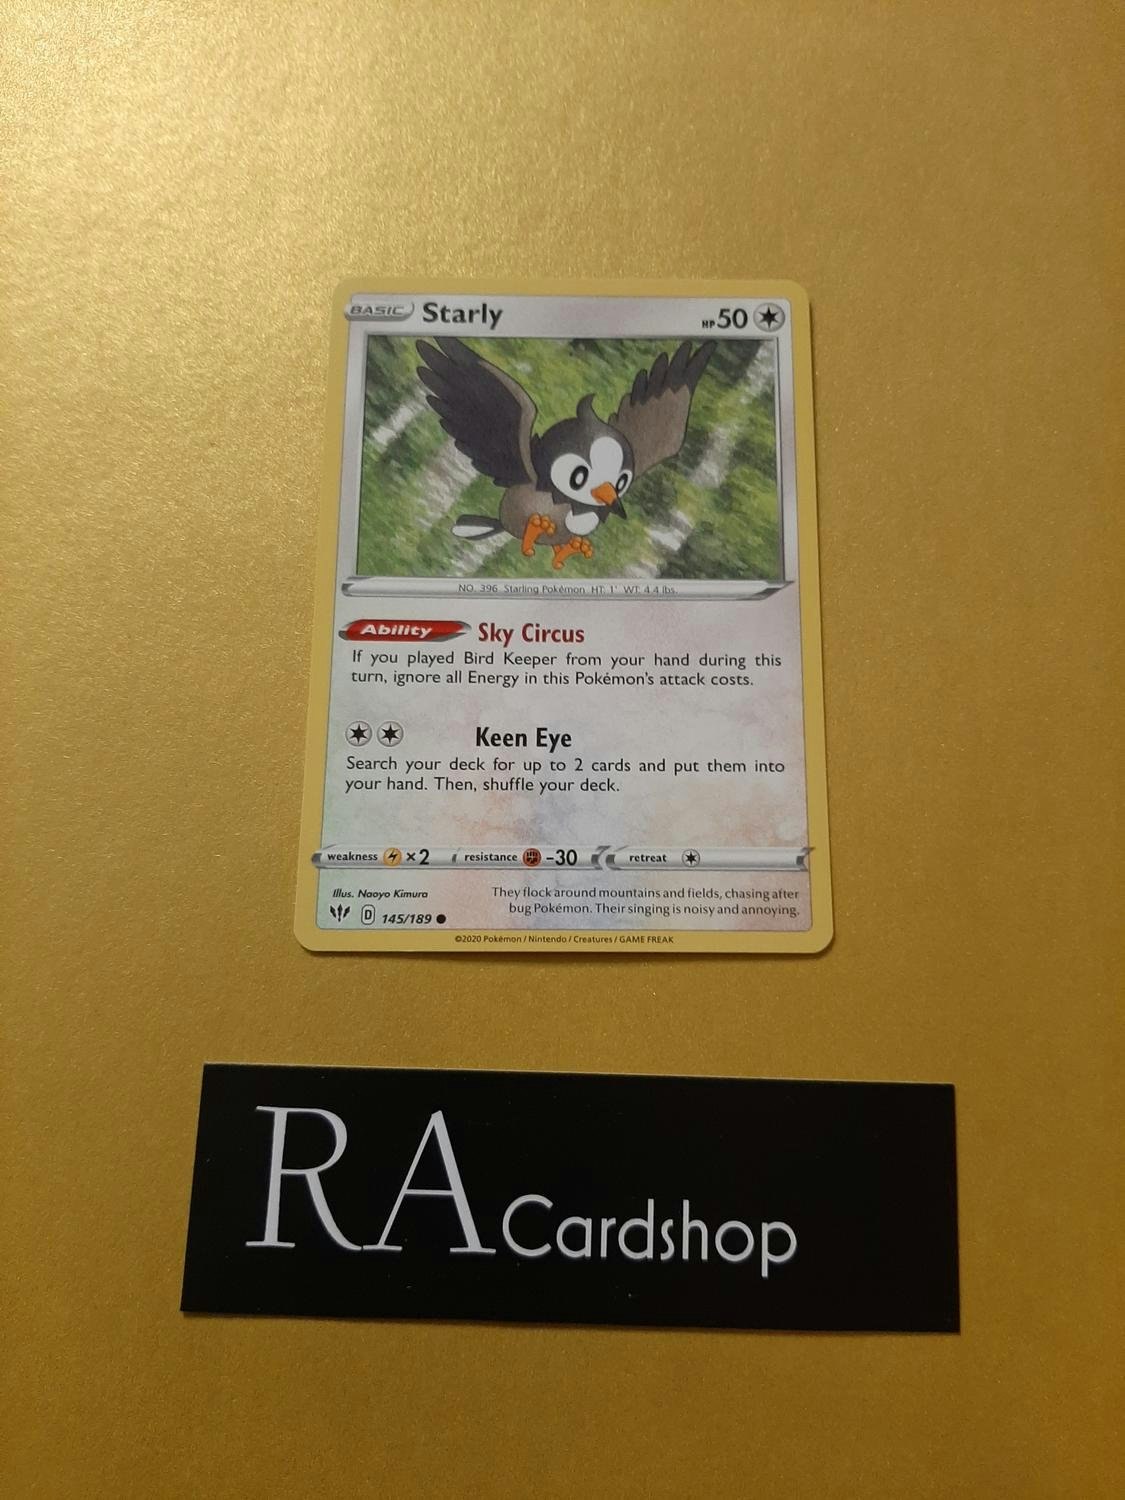 BASIC Starly HP 50
NO. 396 Starling Pokémon HT: 1' WT: 4.4 lbs.
Ability Sky Circus
If you played Bird Keeper from your hand during this
turn, ignore all Energy in this Pokémon's attack costs.
Keen Eye
Search your deck for up to 2 cards and put them into
your hand. Then, shuffle your deck.
weakness ×2 resistance -30 retreat
Illus. Naoyo Kimura
They flock around mountains and fields, chasing after
bug Pokémon. Their singing is noisy and annoying.
D 145/189
©2020 Pokémon / Nintendo / Creatures / GAME FREAK
RA Cardshop